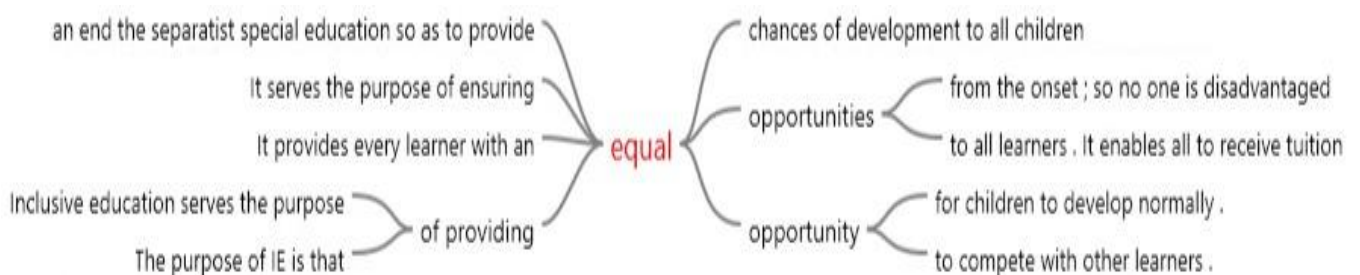 an end the separatist special education so as to provide
It serves the purpose of ensuring
It provides every learner with an
Inclusive education serves the purpose
The purpose of IE is that
of providing
equal
chances of development to all children
opportunities
from the onset ; so no one is disadvantaged
to all learners . It enables all to receive tuition
opportunity
for children to develop normally .
to compete with other learners .